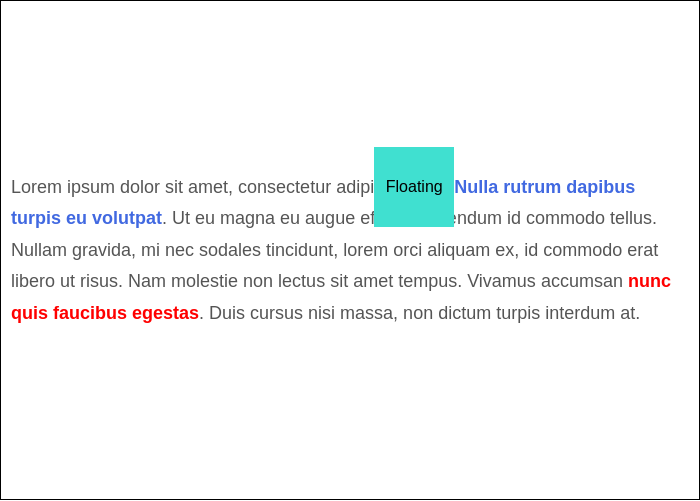 Lorem ipsum dolor sit amet, consectetur Floating Nulla rutrum dapibus
turpis eu volutpat. Ut eu magna eu augue id commodo tellus.
Nullam gravida, mi nec sodales tincidunt, lorem orci aliquam ex, id commodo erat
libero ut risus. Nam molestie non lectus sit amet tempus. Vivamus accumsan nunc
quis faucibus egestas. Duis cursus nisi massa, non dictum turpis interdum at.